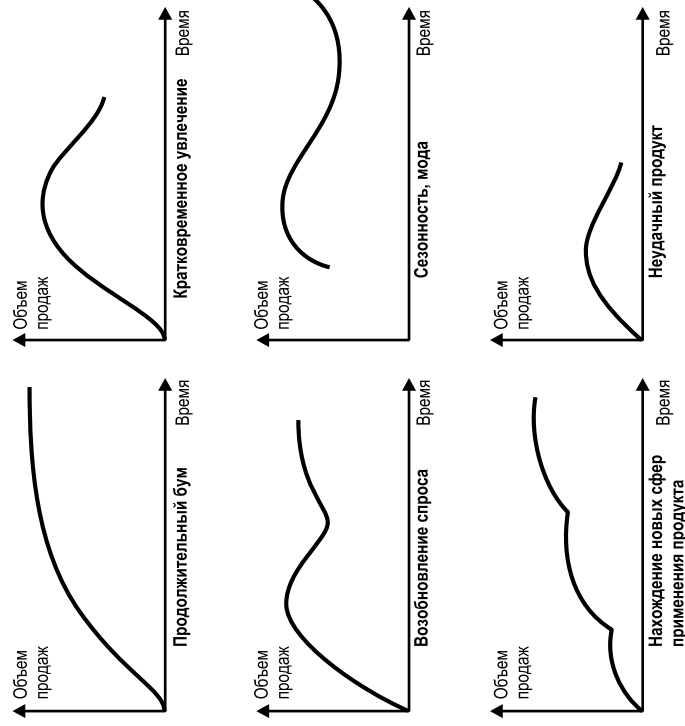 Объем
продаж
Время
Продолжительный бум
Объем
продаж
Время
Кратковременное увлечение
Объем
продаж
Время
Возобновление спроса
Объем
продаж
Время
Сезонность, мода
Объем
продаж
Время
Нахождение новых сфер
применения продукта
Объем
продаж
Время
Неудачный продукт